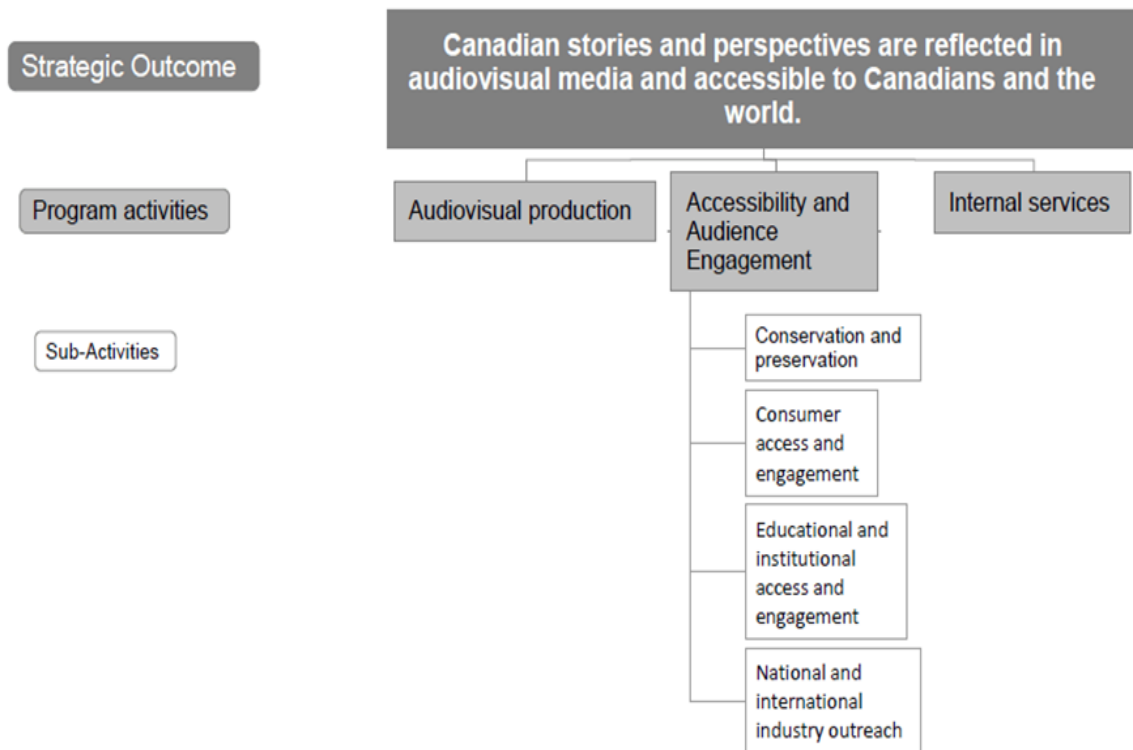 Strategic Outcome
Canadian stories and perspectives are reflected in
audiovisual media and accessible to Canadians and the
world.
Program activities
Audiovisual production
Accessibility and
Audience
Engagement
Internal services
Sub-Activities
Conservation and
preservation
Consumer
access and
engagement
Educational and
institutional
access and
engagement
National and
international
industry outreach